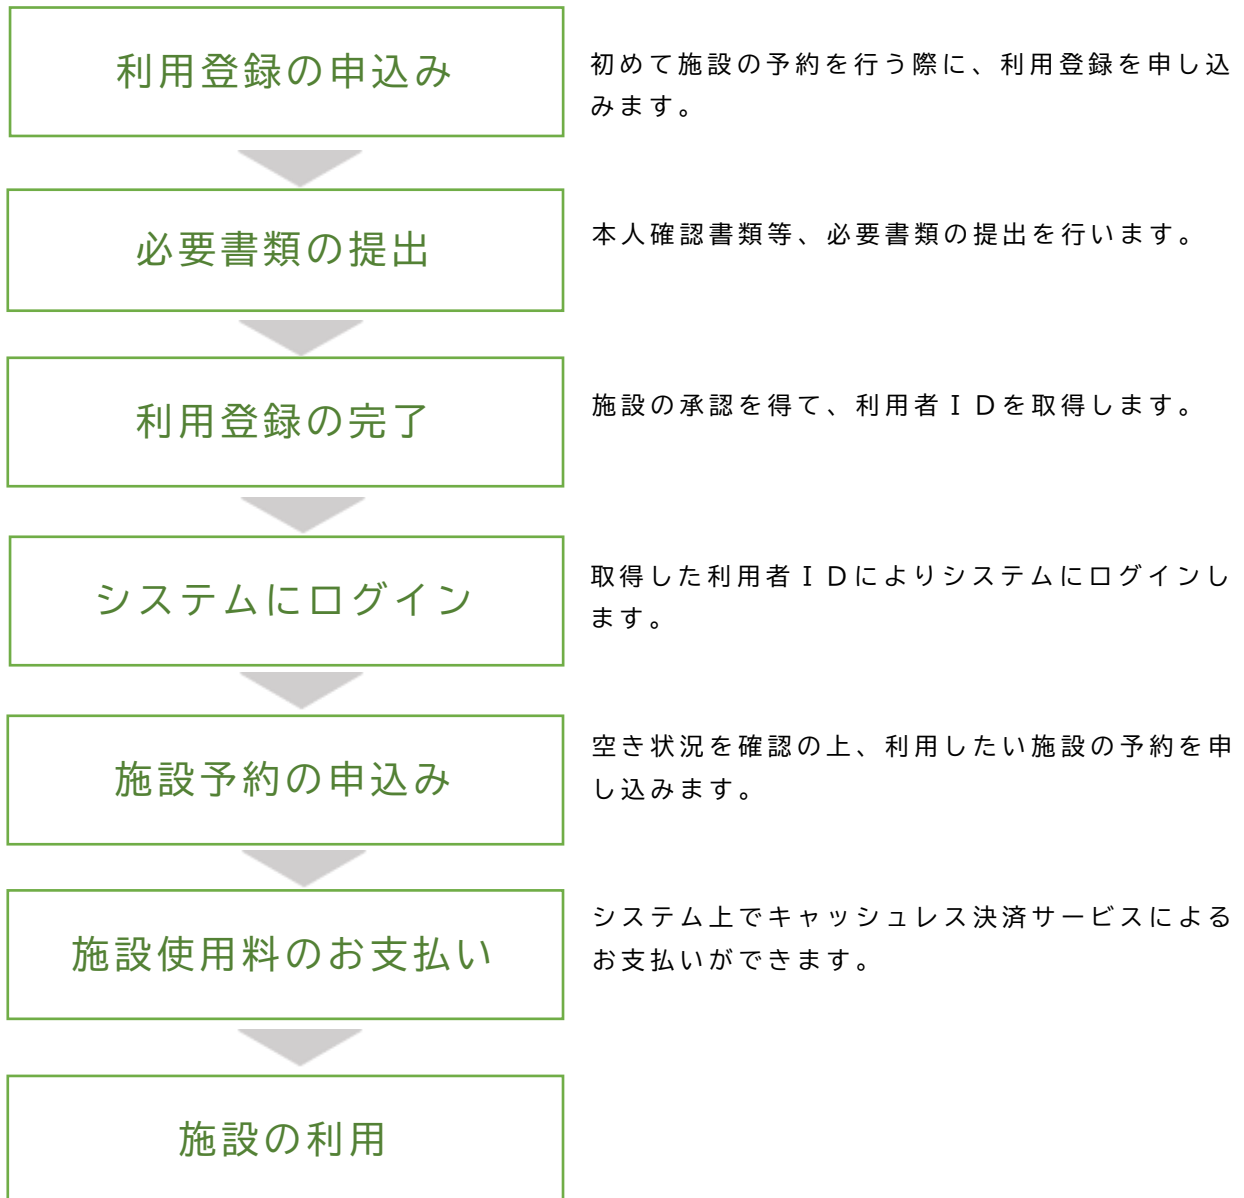 利用登録の申込み
初めて施設の予約を行う際に、利用登録を申し込
みます。
必要書類の提出
本人確認書類等、必要書類の提出を行います。
利用登録の完了
施設の承認を得て、利用者ＩＤを取得します。
システムにログイン
取得した利用者ＩＤによりシステムにログインし
ます。
施設予約の申込み
空き状況を確認の上、利用したい施設の予約を申
し込みます。
施設使用料のお支払い
システム上でキャッシュレス決済サービスによる
お支払いができます。
施設の利用